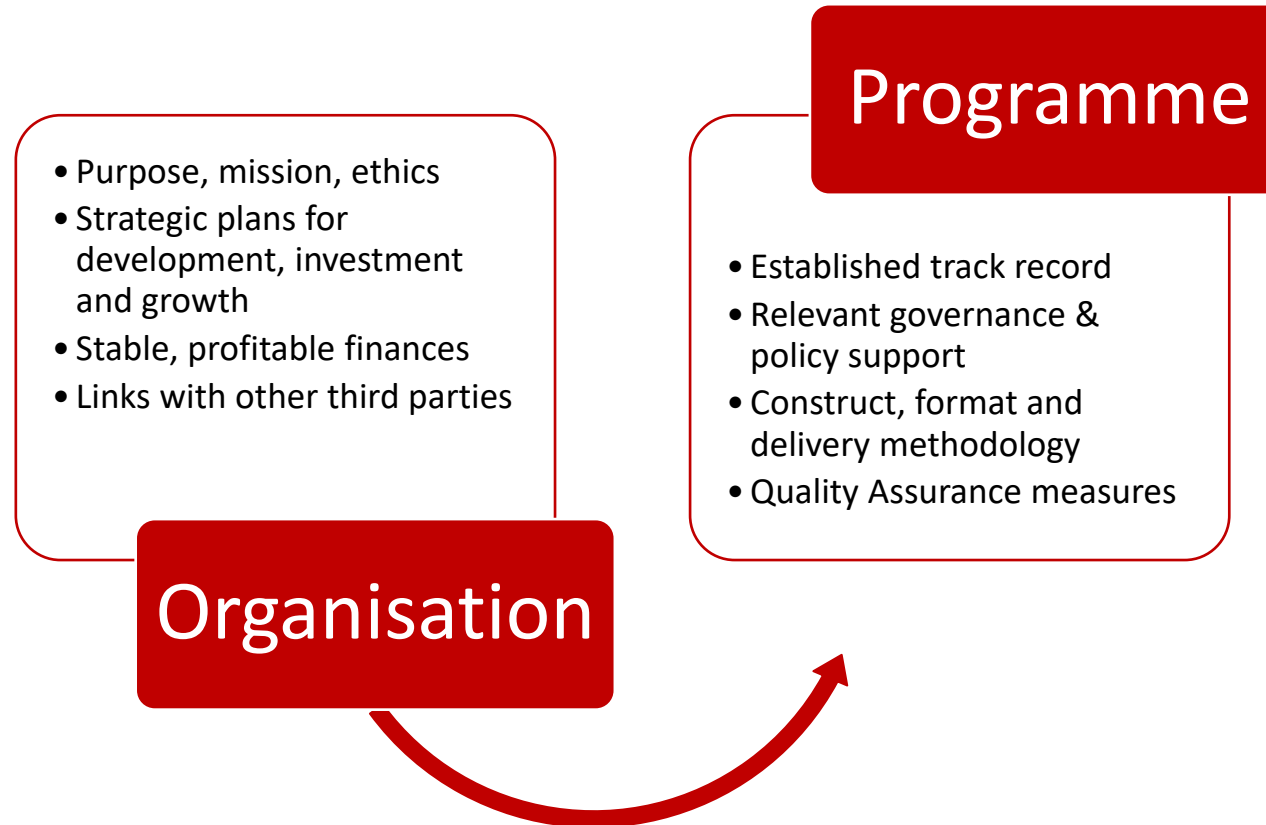 • Purpose, mission, ethics
• Strategic plans for
development, investment
and growth
• Stable, profitable finances
• Links with other third parties
Organisation
Programme
• Established track record
• Relevant governance &
policy support
• Construct, format and
delivery methodology
• Quality Assurance measures